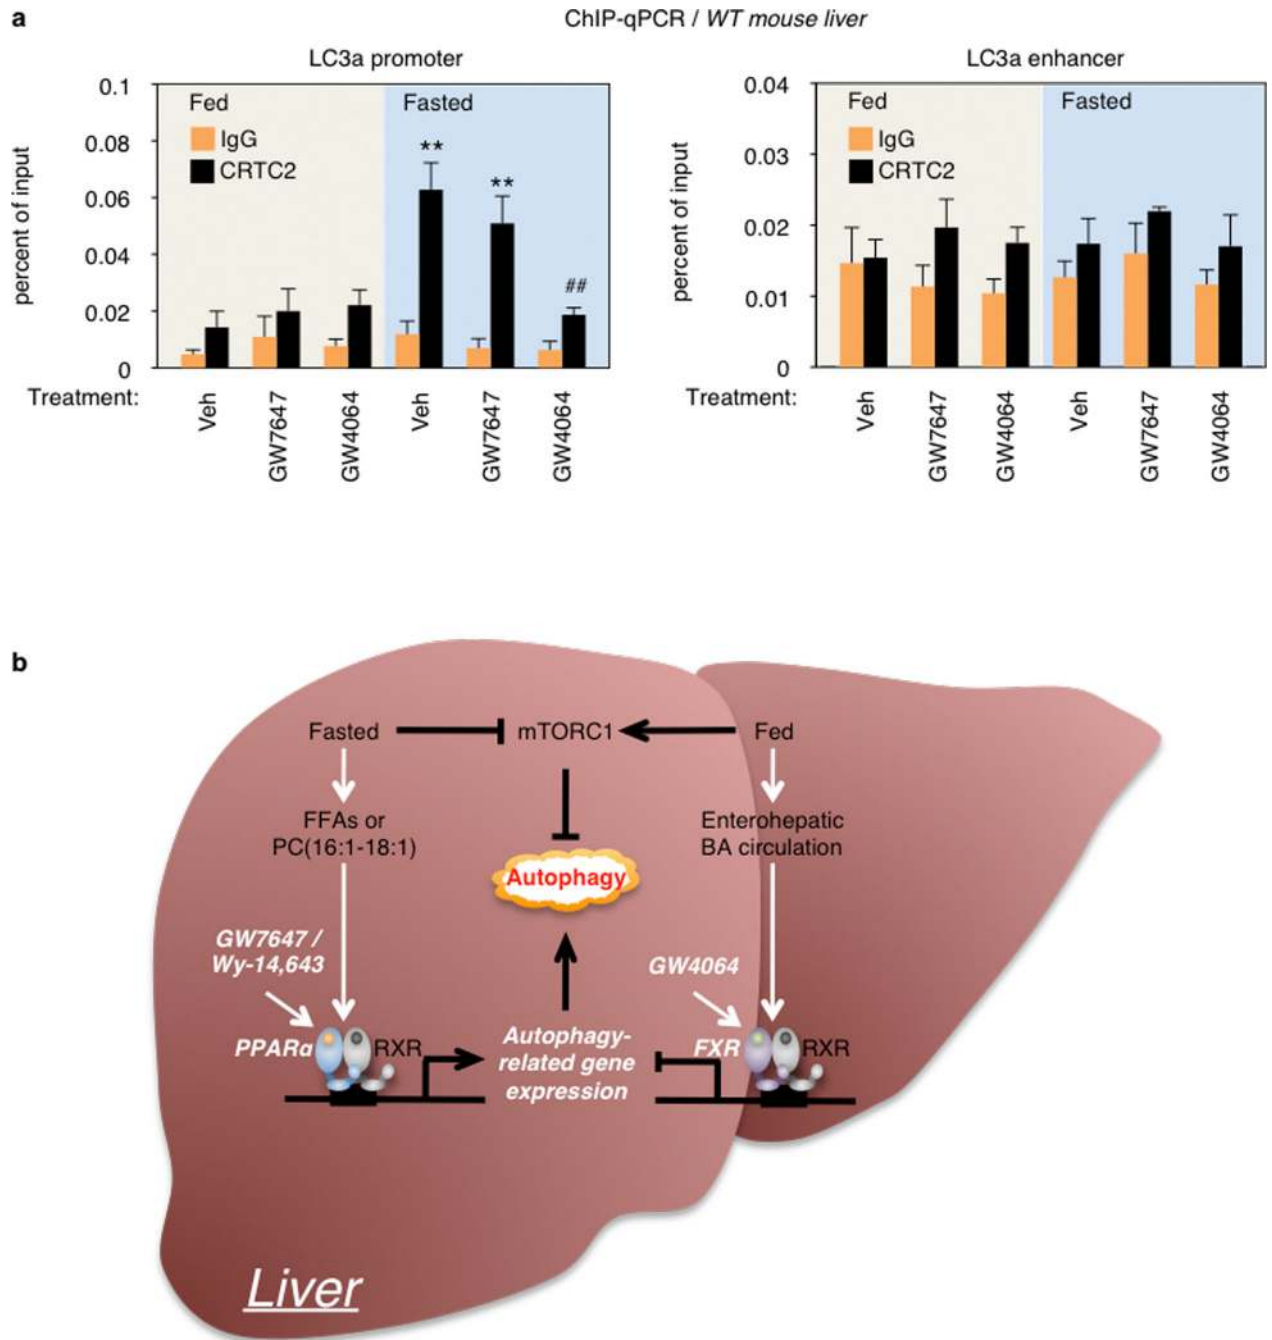 a
ChIP-qPCR / WT mouse liver
LC3a promoter
percent of input
0.1
0.08
0.06
0.04
0.02
0
Fed
Fasted
IgG
CRTC2
**
**
##
Treatment:
Veh
GW7647
GW4064
Veh
GW7647
GW4064
LC3a enhancer
percent of input
0.04
0.03
0.02
0.01
0
Fed
Fasted
IgG
CRTC2
Treatment:
Veh
GW7647
GW4064
Veh
GW7647
GW4064
b
Fasted
mTORC1
Fed
FFAs or
PC(16:1-18:1)
Enterohepatic
BA circulation
Autophagy
GW7647 /
Wy-14,643
GW4064
PPARα
RXR
Autophagy-
related gene
expression
FXR
RXR
Liver